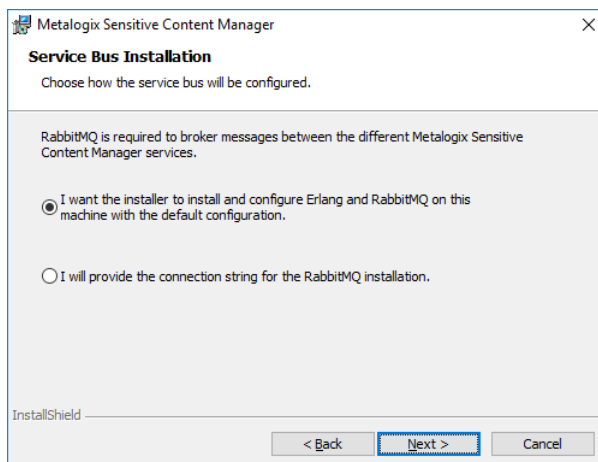 Metalogix Sensitive Content Manager
Service Bus Installation
Choose how the service bus will be configured.
RabbitMQ is required to broker messages between the different Metalogix Sensitive
Content Manager services.
I want the installer to install and configure Erlang and RabbitMQ on this
machine with the default configuration.
I will provide the connection string for the RabbitMQ installation.
InstallShield
< Back Next > Cancel